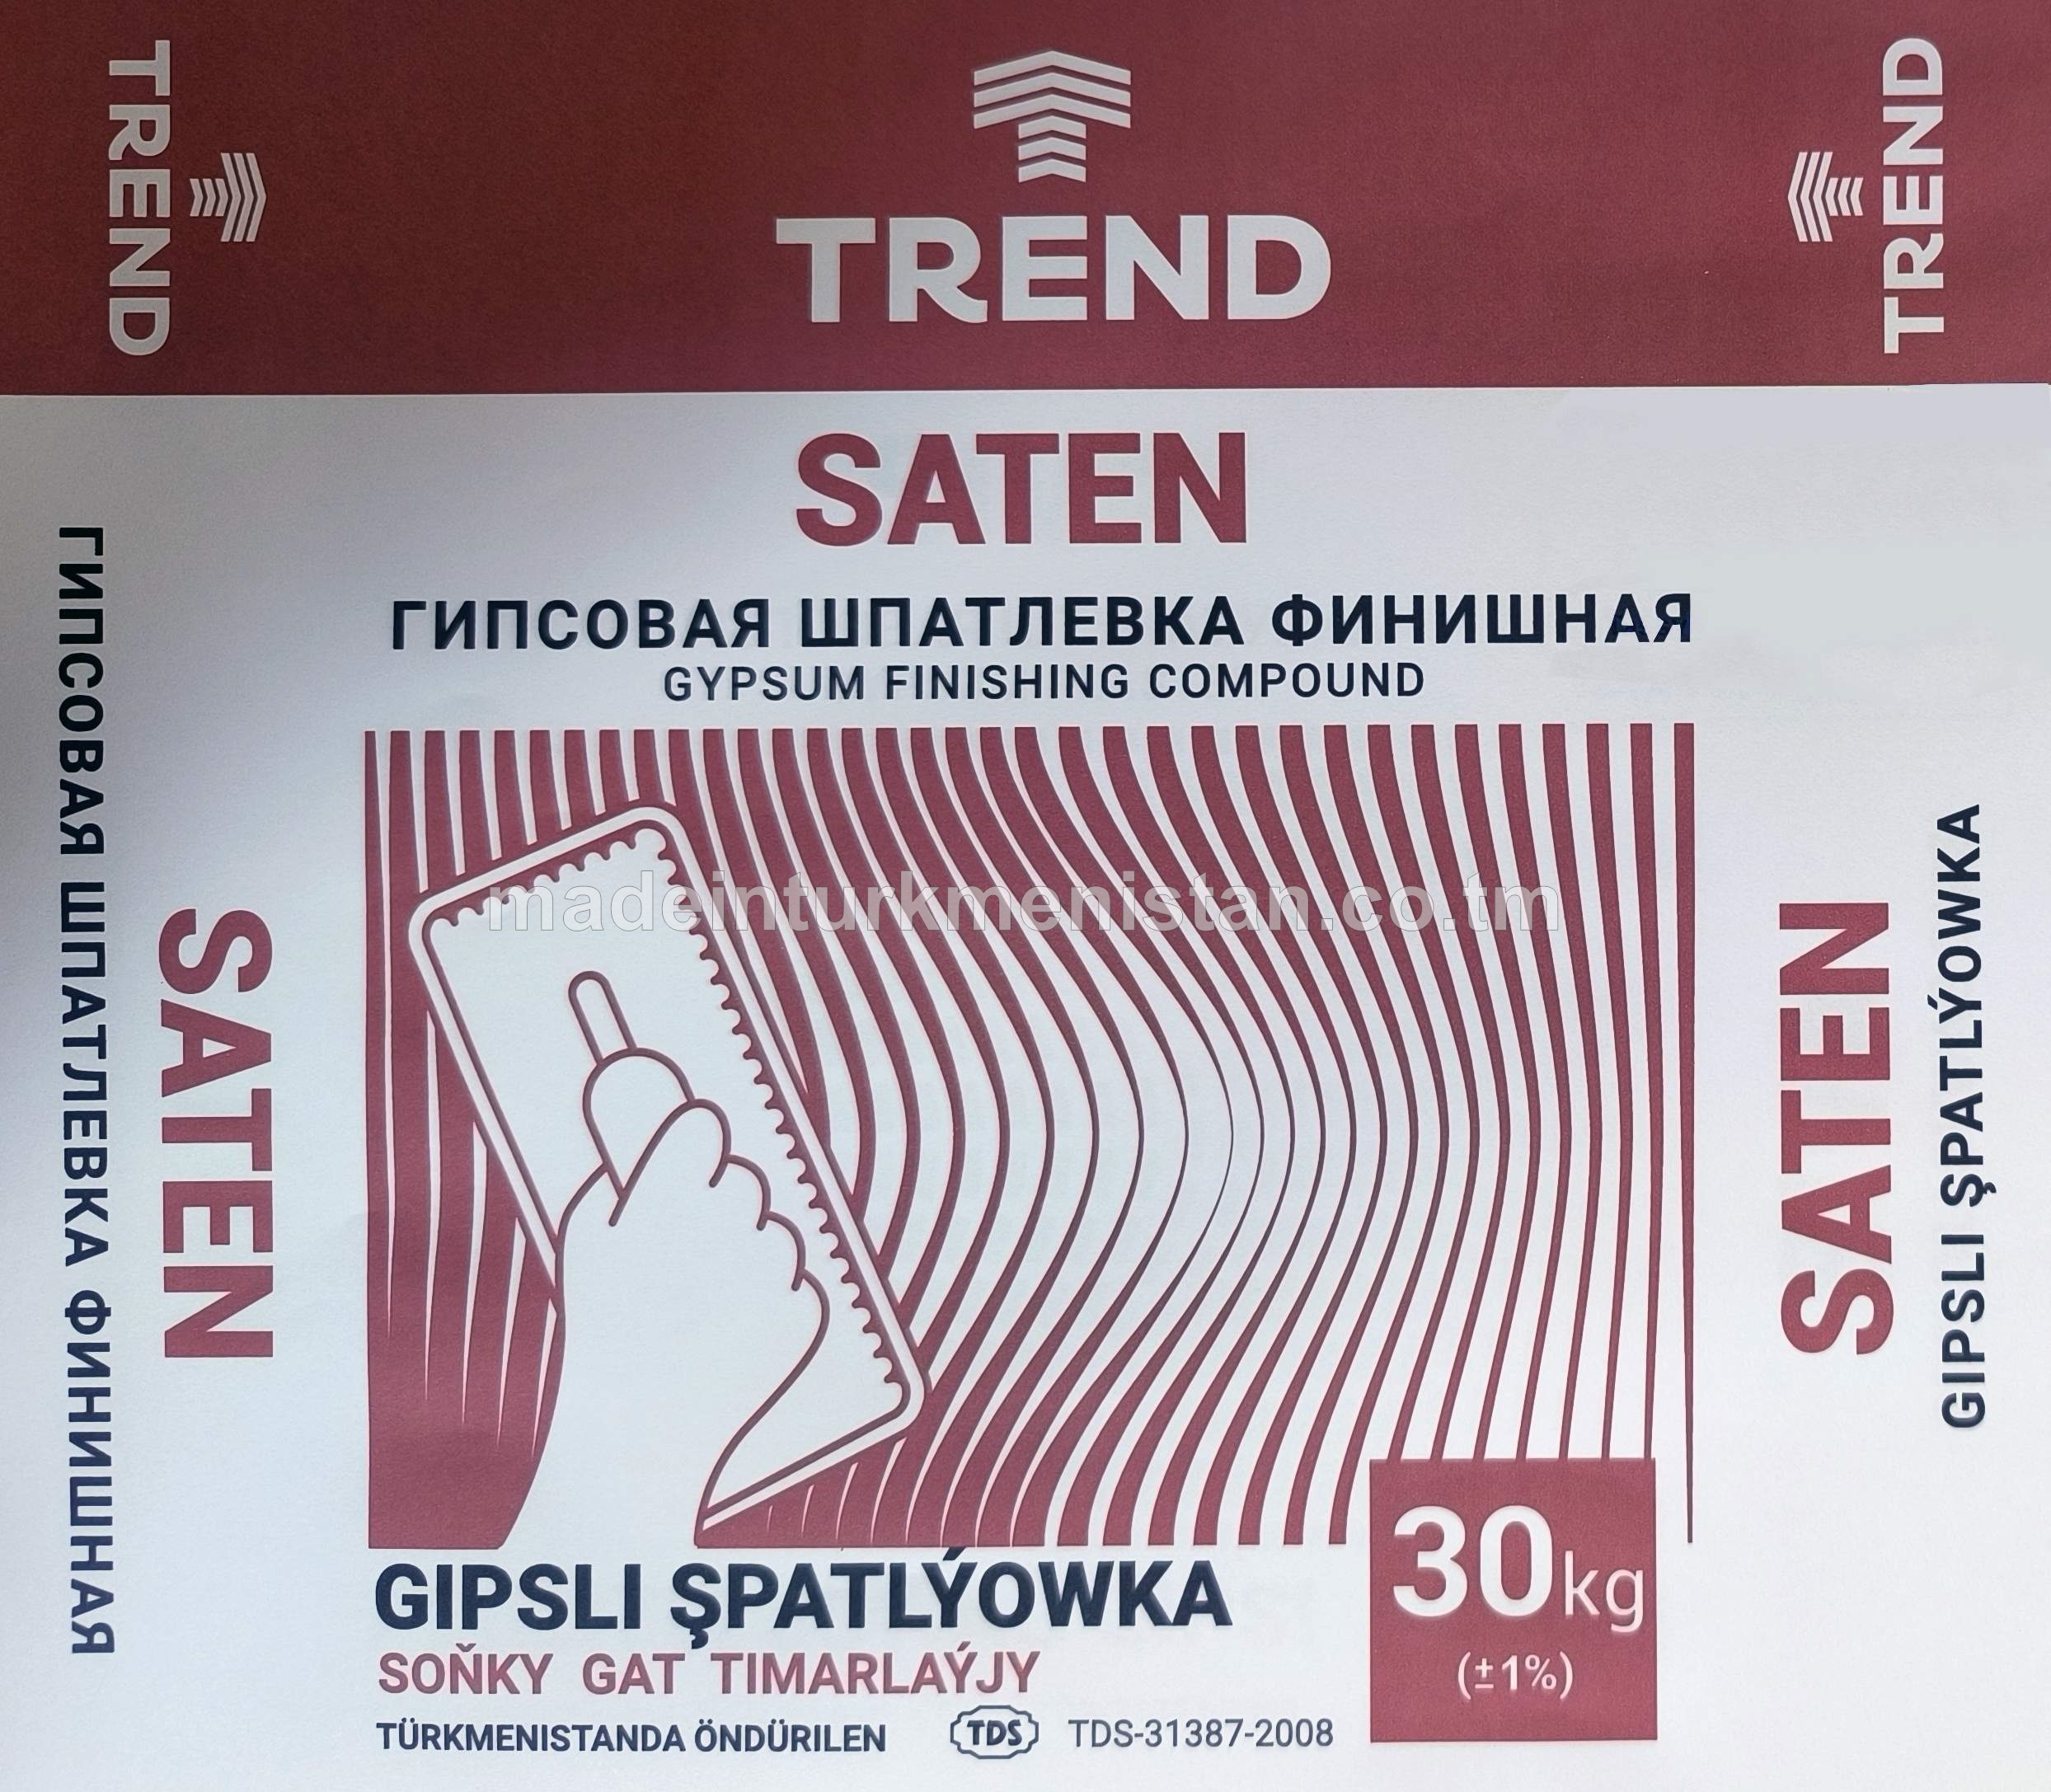 TREND
TREND
TREND
SATEN
ГИПСОВАЯ ШПАТЛЕВКА ФИНИШНАЯ
GYPSUM FINISHING COMPOUND
ГИПСОВАЯ ШПАТЛЕВКА ФИНИШНАЯ
SATEN
madeinturkmenistan.co.tm
SATEN
GIPSLI ŞPATLÝOWKA
30kg
(±1%)
GIPSLI ŞPATLÝOWKA
SOŇKY GAT TIMARLAÝJY
TÜRKMENISTANDA ÖNDÜRILEN TDS TDS-31387-2008